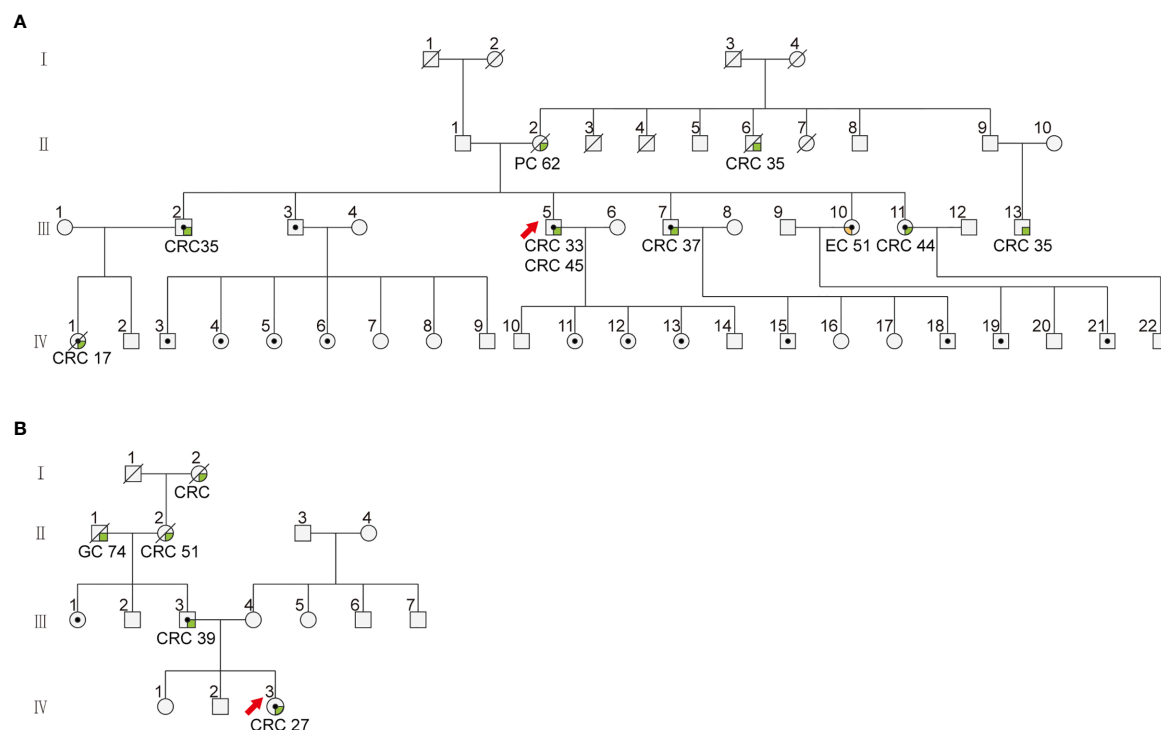 A
I
1 2 3 4
II
1 2 3 4 5 6 7 8 9 10
PC 62 CRC 35
III
1 2 3 4 5 6 7 8 9 10 11 12 13
CRC35 CRC 33 CRC 37 EC 51 CRC 44 CRC 35
CRC 45
IV
1 2 3 4 5 6 7 8 9 10 11 12 13 14 15 16 17 18 19 20 21 22
CRC 17
B
I
1 2
CRC
II
1 2 3 4
GC 74 CRC 51
III
1 2 3 4 5 6 7
CRC 39
IV
1 2 3
CRC 27